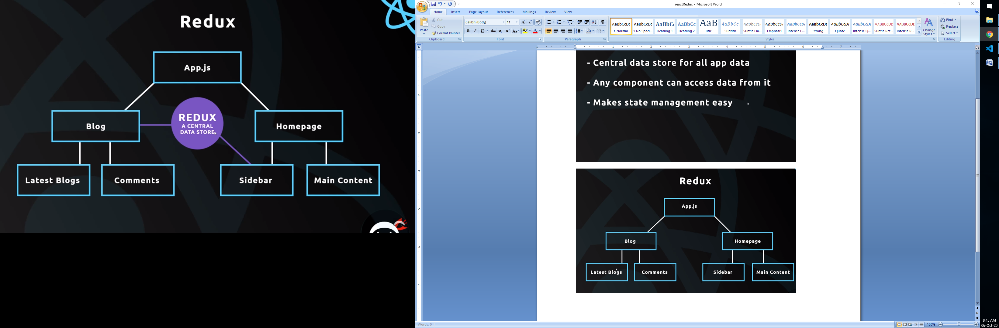 Redux
App.js
REDUX
A CENTRAL
DATA STORE
Blog
Homepage
Latest Blogs
Comments
Sidebar
Main Content
reactRedux - Microsoft Word
Home Insert Page Layout References Mailings Review View
Paste
Cut
Copy
Format Painter
Clipboard
Calibri (Body) 11
Font
Paragraph
AaBbCcDc AaBbCcDc AaBbC AaBbCc AaB AaBbCc. AaBbCcDc AaBbCcDc AaBbCcDc AaBbCcDc AaBbCcDc AaBbCcDc AABBCCDC AABBCCDC
¶ Normal ¶ No Spaci... Heading 1 Heading 2 Title Subtitle Subtle Em... Emphasis Intense E... Strong Quote Intense Q... Subtle Ref... Intense R...
Change
Styles
Styles
Find
Replace
Select
Editing
- Central data store for all app data
- Any component can access data from it
- Makes state management easy
Redux
App.js
Blog
Homepage
Latest Blogs
Comments
Sidebar
Main Content
Words: 0
130%
8:45 AM
06-Oct-20